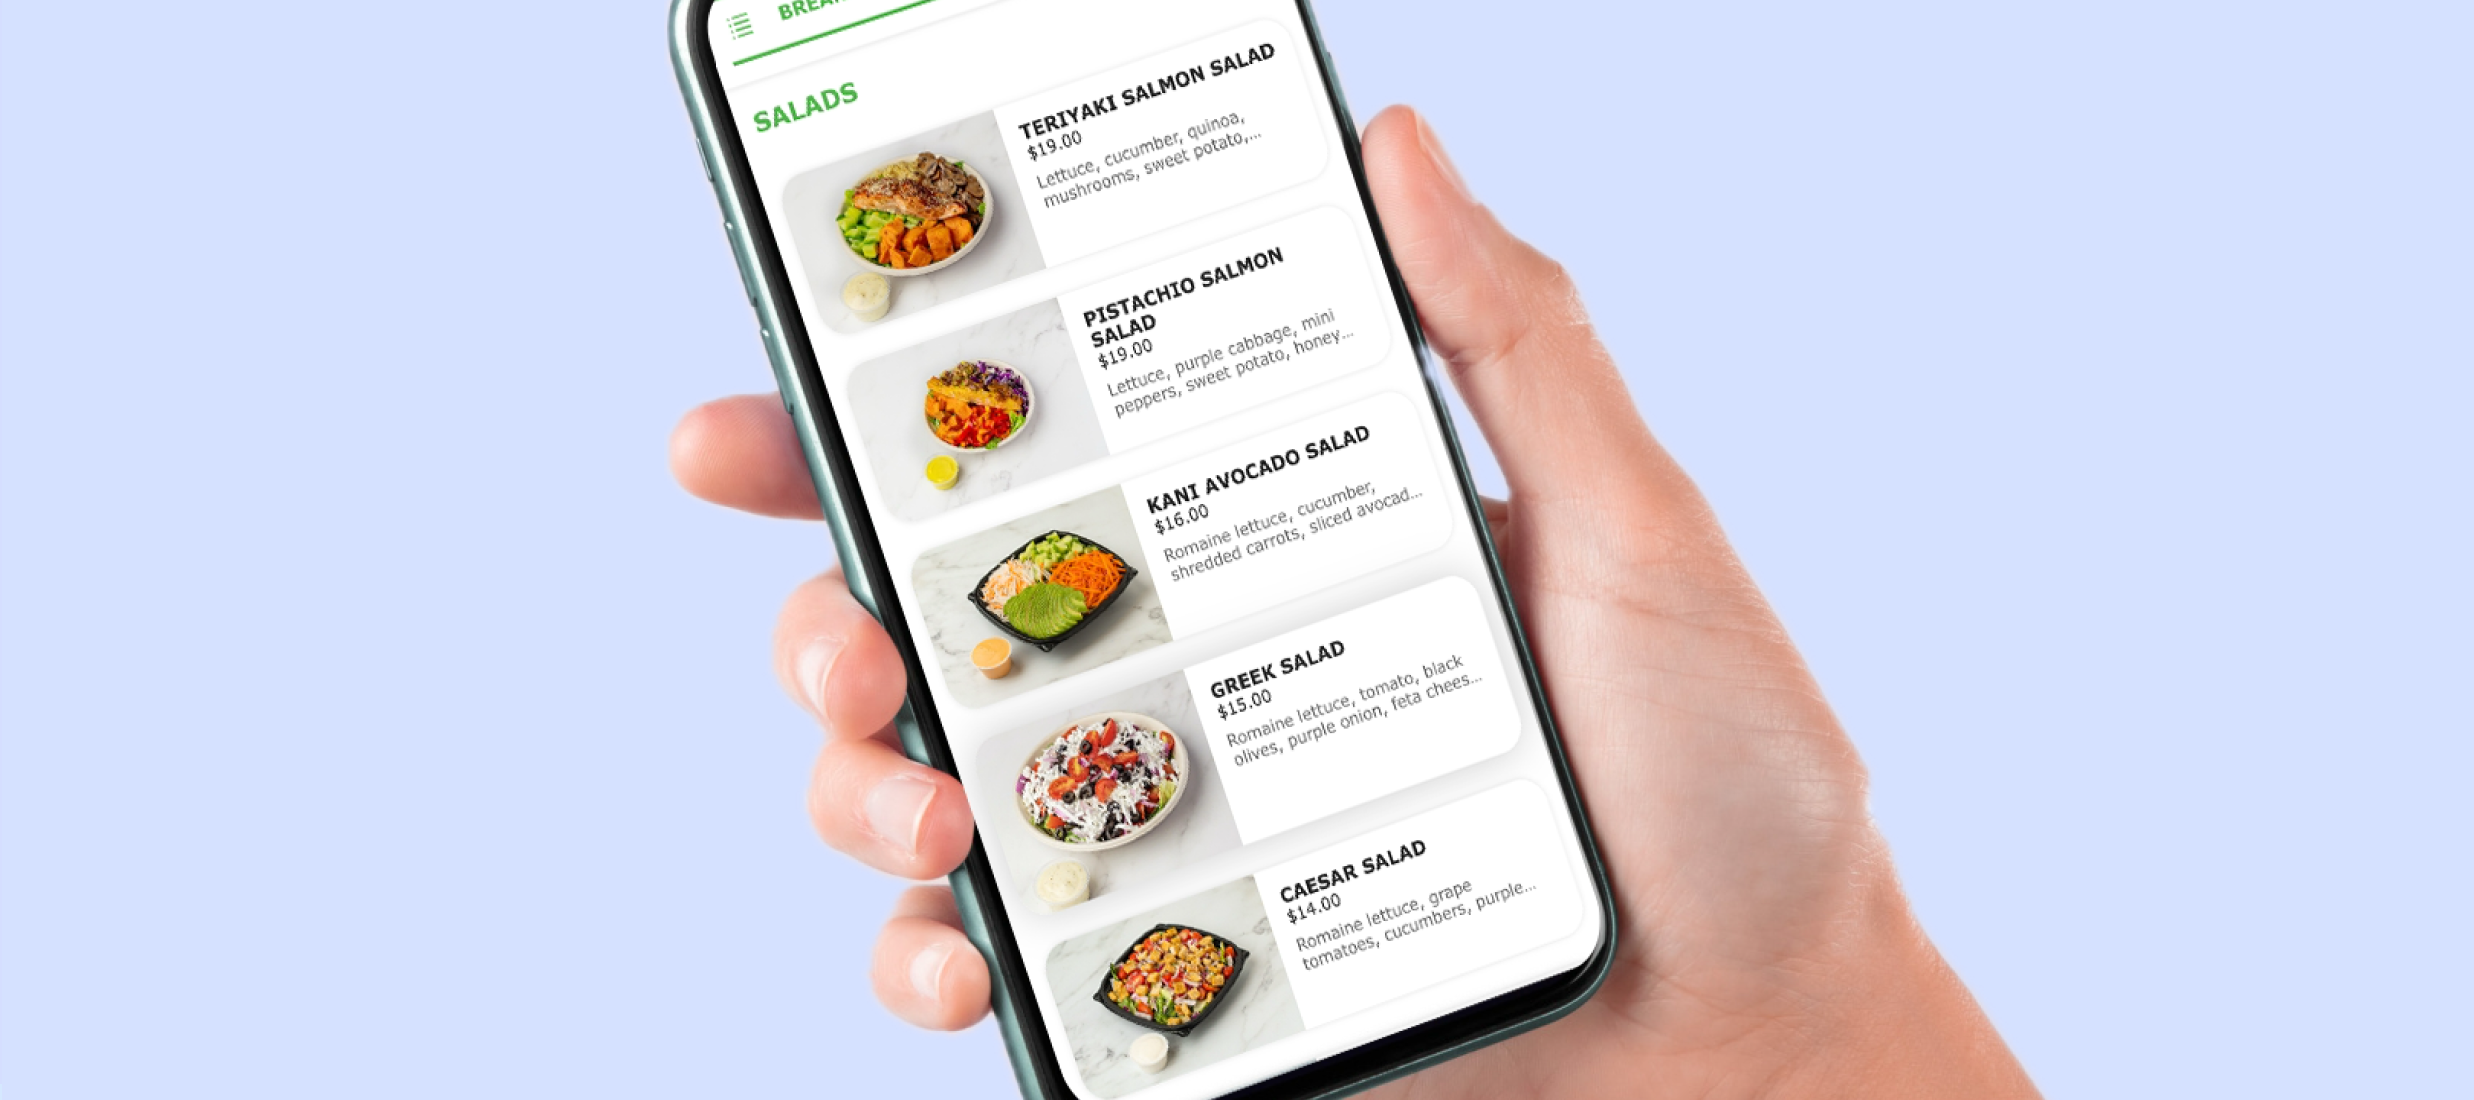 SALADS
TERIYAKI SALMON SALAD
$19.00
Lettuce, cucumber, quinoa,
mushrooms, sweet potato,...
PISTACHIO SALMON
SALAD
$19.00
Lettuce, purple cabbage, mini
peppers, sweet potato, honey...
KANI AVOCADO SALAD
$16.00
Romaine lettuce, cucumber,
shredded carrots, sliced avocad...
GREEK SALAD
$15.00
Romaine lettuce, tomato, black
olives, purple onion, feta chees...
CAESAR SALAD
$14.00
Romaine lettuce, grape
tomatoes, cucumbers, purple...